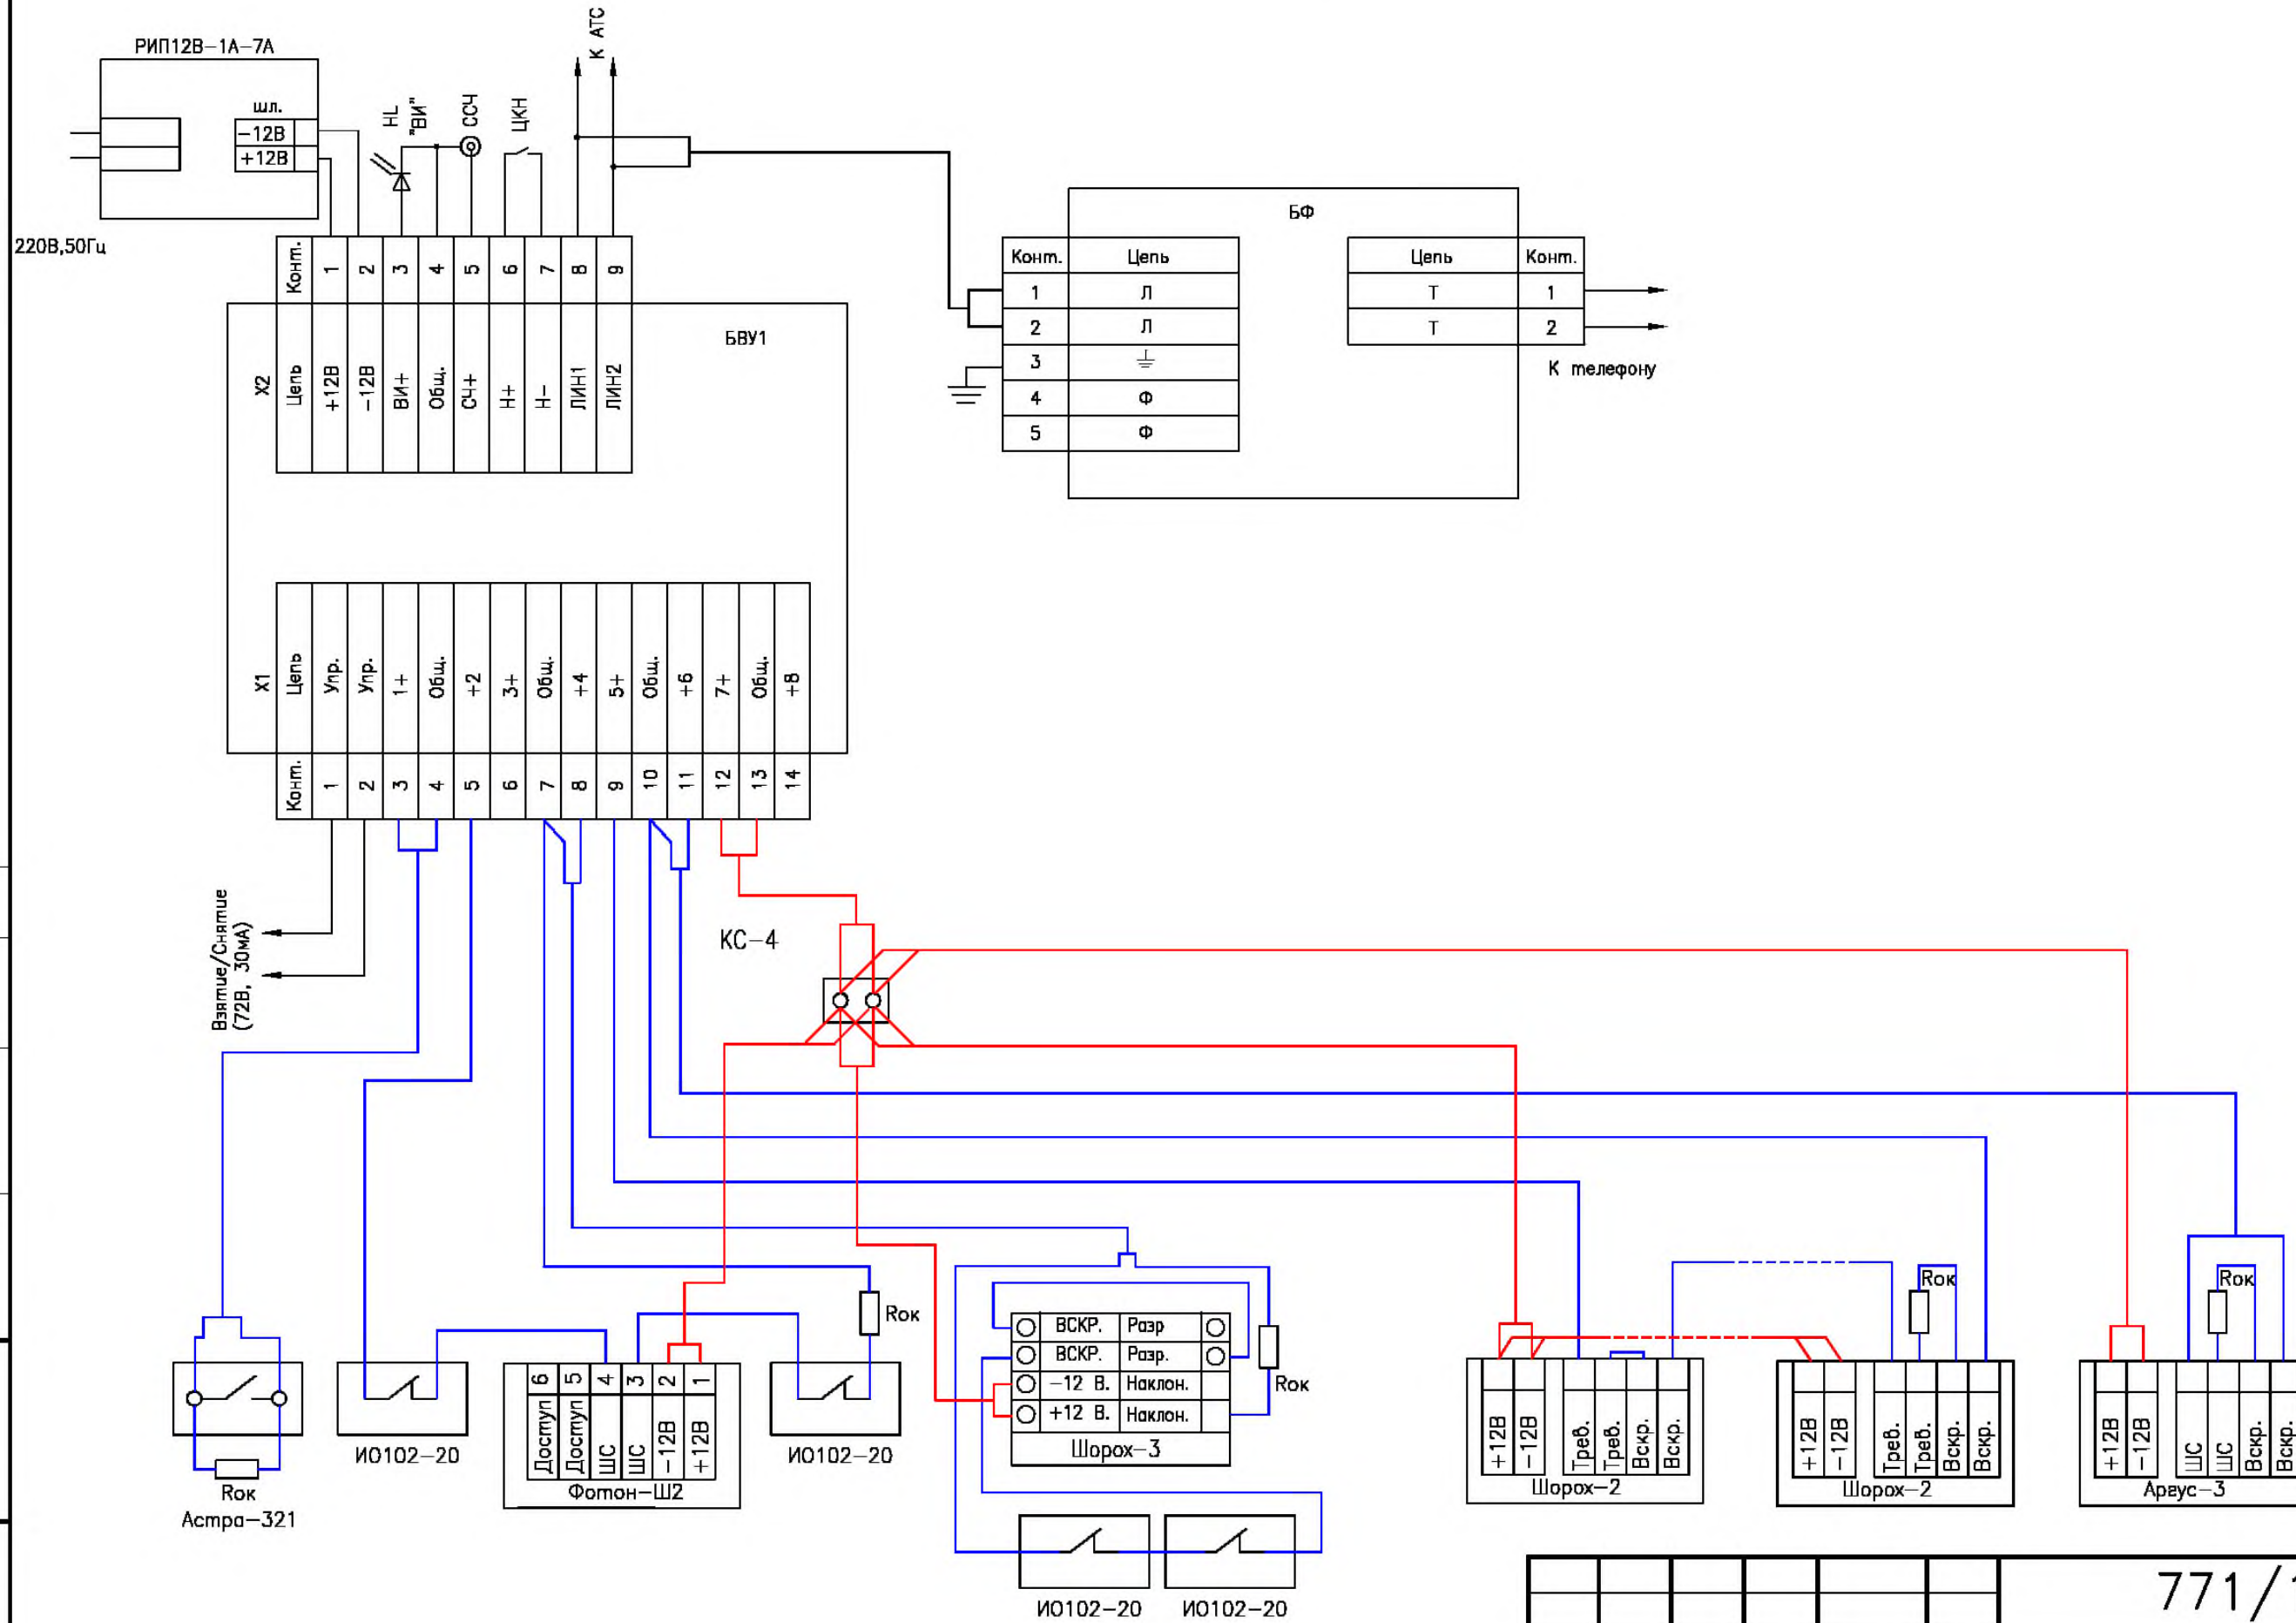 РИП12В-1А-7А
шл.
-12В
+12В
220В,50Гц
HL
"ВИ"
ССЧ
ЦКН
К АТС
Конт. 1 2 3 4 5 6 7 8 9
X2
Цепь +12В -12В ВИ+ Общ. СЧ+ Н+ Н- ЛИН1 ЛИН2
БВУ1
БФ
Конт. Цепь
1 Л
2 Л
3
4 Ф
5 Ф
Цепь Конт.
Т 1
Т 2
К телефону
X1
Цепь Упр. Упр. 1+ Общ. +2 3+ Общ. +4 5+ Общ. +6 7+ Общ. +8
Конт. 1 2 3 4 5 6 7 8 9 10 11 12 13 14
Взятие/Снятие
(72В, 30мА)
КС-4
Rок
Астра-321
ИО102-20
6 5 4 3 2 1
Доступ Доступ ШС ШС -12В +12В
Фотон-Ш2
Rок
ИО102-20
ВСКР. Разр
ВСКР. Разр.
-12 В. Наклон.
+12 В. Наклон.
Шорох-3
Rок
ИО102-20
ИО102-20
+12В -12В Трев. Трев. Вскр. Вскр.
Шорох-2
Rок
+12В -12В Трев. Трев. Вскр. Вскр.
Шорох-2
Rок
+12В -12В ШС ШС Вскр. Вскр.
Аргус-3
771/